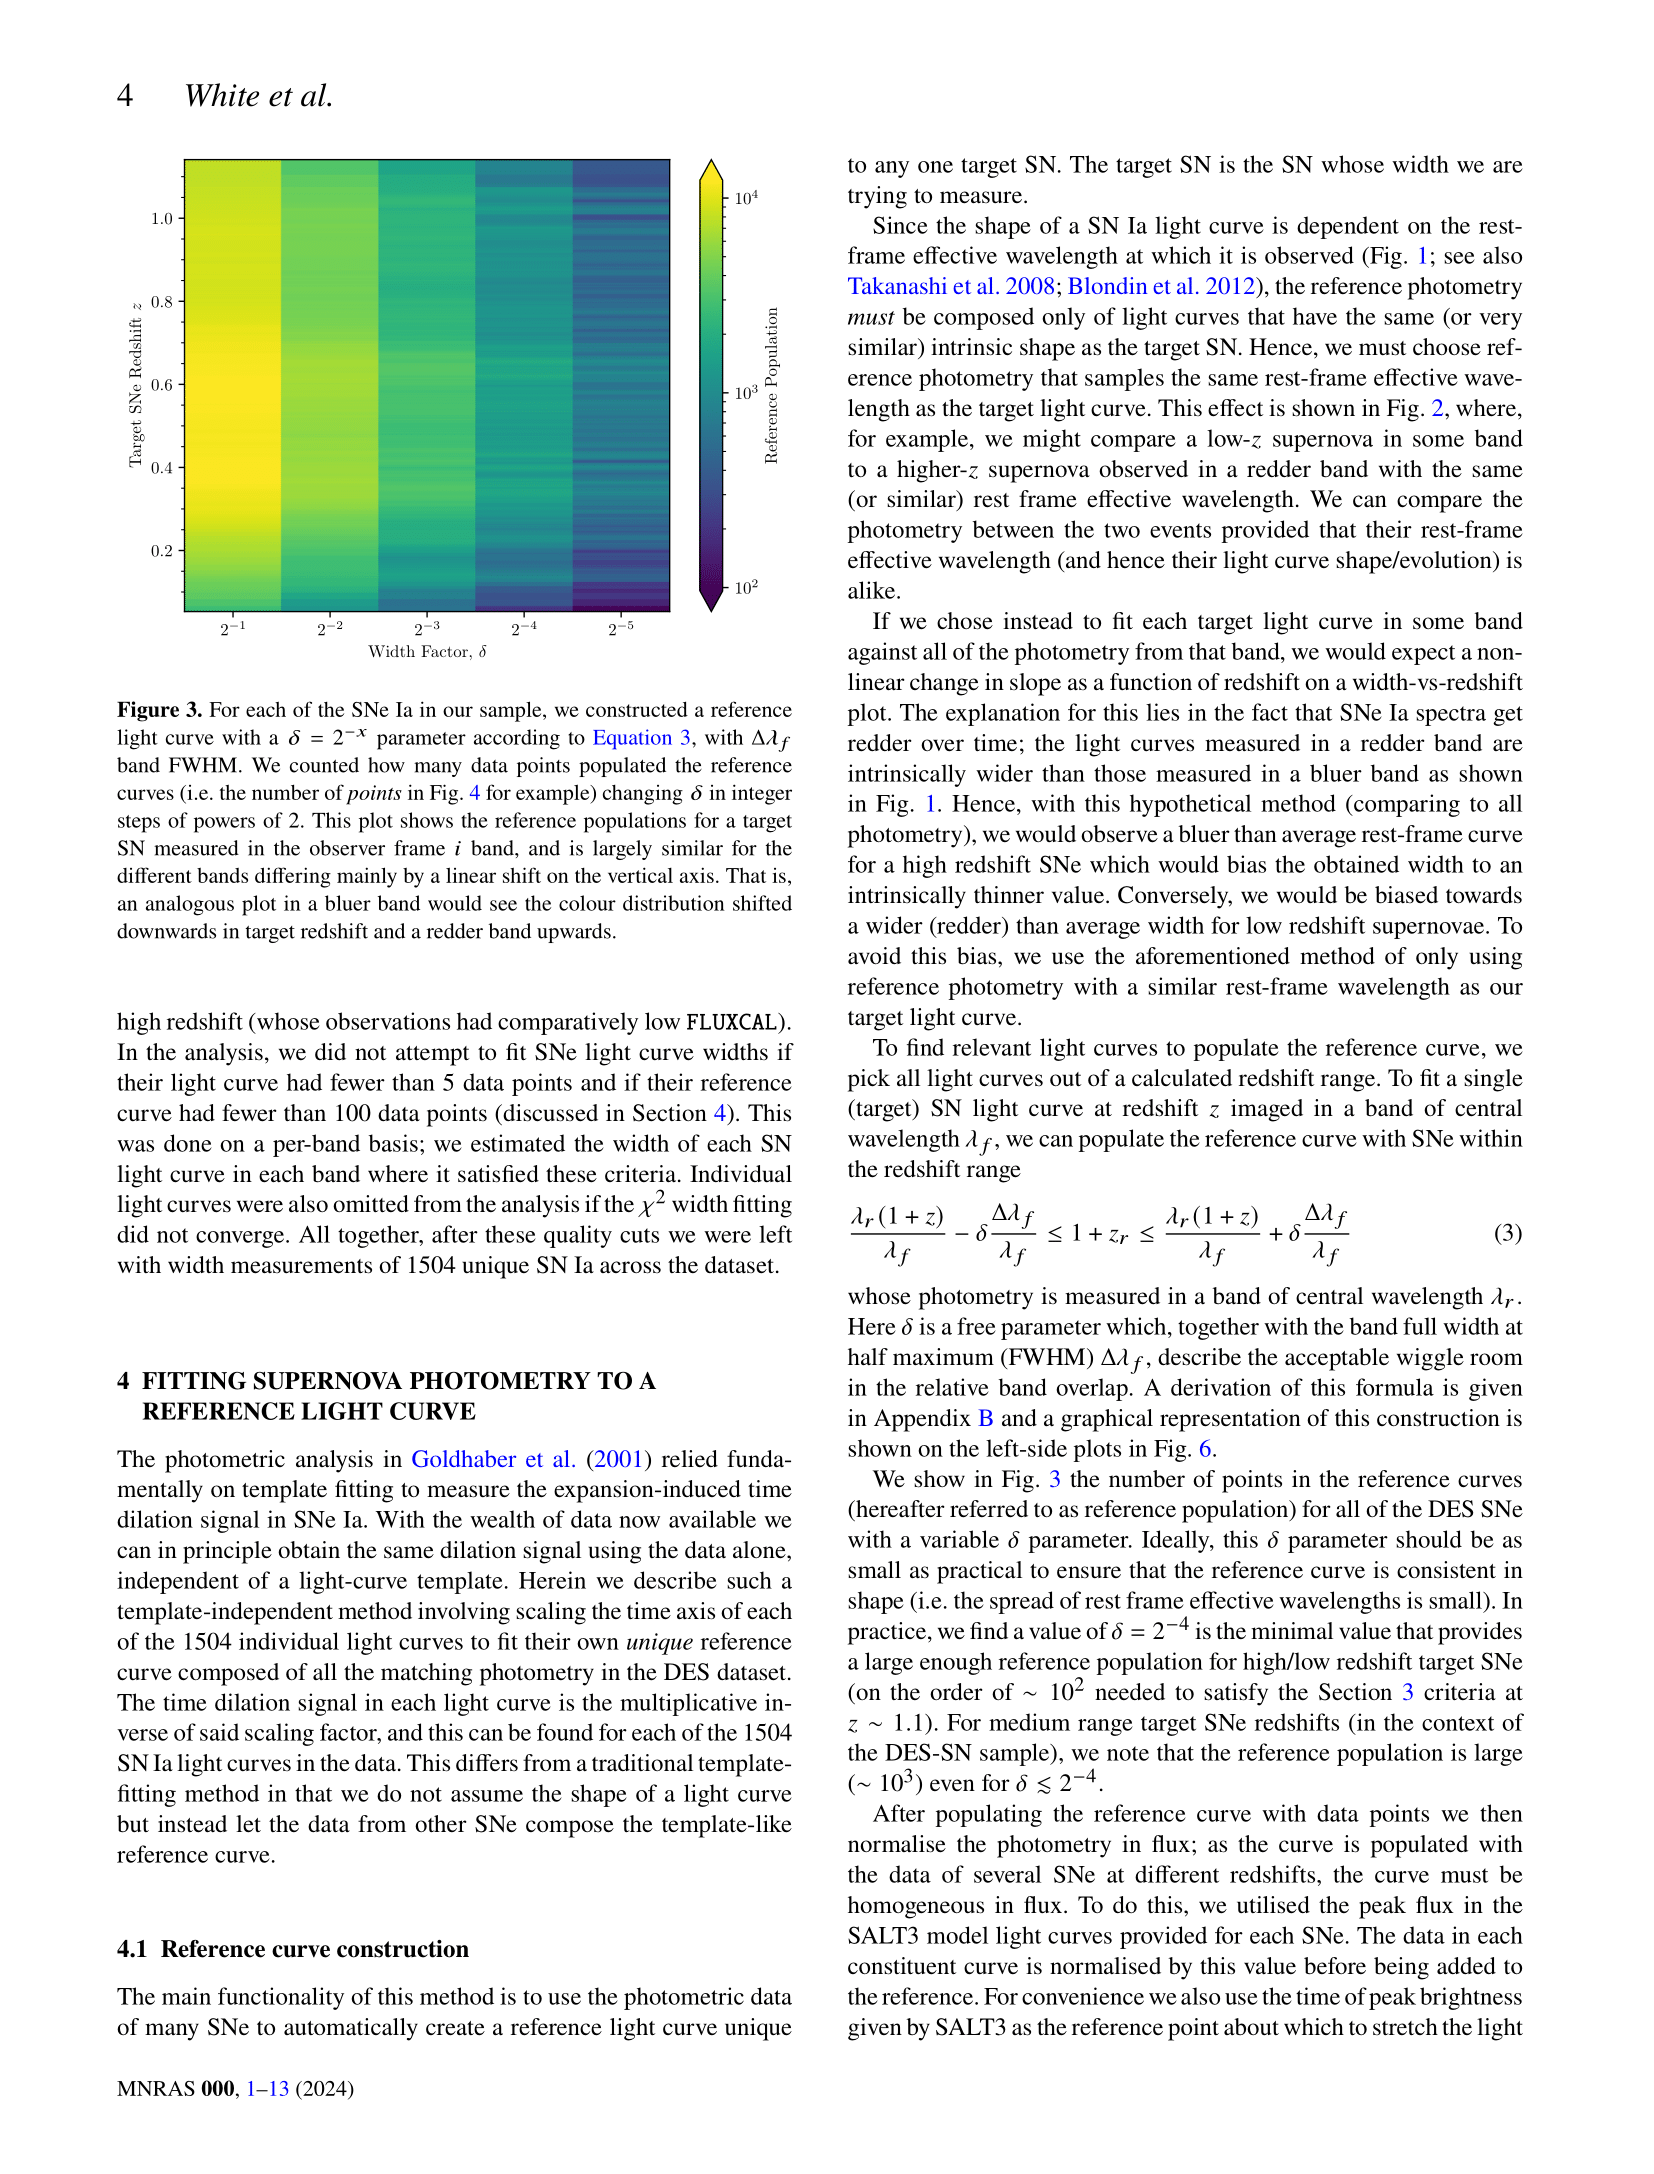 4 White et al.
1.0
0.8
0.6
0.4
0.2
Target SNe Redshift z
2⁻¹ 2⁻² 2⁻³ 2⁻⁴ 2⁻⁵
Width Factor, δ
10⁴
10³
10²
Reference Population
Figure 3. For each of the SNe Ia in our sample, we constructed a reference
light curve with a δ = 2⁻ˣ parameter according to Equation 3, with Δλ_f
band FWHM. We counted how many data points populated the reference
curves (i.e. the number of points in Fig. 4 for example) changing δ in integer
steps of powers of 2. This plot shows the reference populations for a target
SN measured in the observer frame i band, and is largely similar for the
different bands differing mainly by a linear shift on the vertical axis. That is,
an analogous plot in a bluer band would see the colour distribution shifted
downwards in target redshift and a redder band upwards.
high redshift (whose observations had comparatively low FLUXCAL).
In the analysis, we did not attempt to fit SNe light curve widths if
their light curve had fewer than 5 data points and if their reference
curve had fewer than 100 data points (discussed in Section 4). This
was done on a per-band basis; we estimated the width of each SN
light curve in each band where it satisfied these criteria. Individual
light curves were also omitted from the analysis if the χ² width fitting
did not converge. All together, after these quality cuts we were left
with width measurements of 1504 unique SN Ia across the dataset.
4 FITTING SUPERNOVA PHOTOMETRY TO A
REFERENCE LIGHT CURVE
The photometric analysis in Goldhaber et al. (2001) relied funda-
mentally on template fitting to measure the expansion-induced time
dilation signal in SNe Ia. With the wealth of data now available we
can in principle obtain the same dilation signal using the data alone,
independent of a light-curve template. Herein we describe such a
template-independent method involving scaling the time axis of each
of the 1504 individual light curves to fit their own unique reference
curve composed of all the matching photometry in the DES dataset.
The time dilation signal in each light curve is the multiplicative in-
verse of said scaling factor, and this can be found for each of the 1504
SN Ia light curves in the data. This differs from a traditional template-
fitting method in that we do not assume the shape of a light curve
but instead let the data from other SNe compose the template-like
reference curve.
4.1 Reference curve construction
The main functionality of this method is to use the photometric data
of many SNe to automatically create a reference light curve unique
to any one target SN. The target SN is the SN whose width we are
trying to measure.
Since the shape of a SN Ia light curve is dependent on the rest-
frame effective wavelength at which it is observed (Fig. 1; see also
Takanashi et al. 2008; Blondin et al. 2012), the reference photometry
must be composed only of light curves that have the same (or very
similar) intrinsic shape as the target SN. Hence, we must choose ref-
erence photometry that samples the same rest-frame effective wave-
length as the target light curve. This effect is shown in Fig. 2, where,
for example, we might compare a low-z supernova in some band
to a higher-z supernova observed in a redder band with the same
(or similar) rest frame effective wavelength. We can compare the
photometry between the two events provided that their rest-frame
effective wavelength (and hence their light curve shape/evolution) is
alike.
If we chose instead to fit each target light curve in some band
against all of the photometry from that band, we would expect a non-
linear change in slope as a function of redshift on a width-vs-redshift
plot. The explanation for this lies in the fact that SNe Ia spectra get
redder over time; the light curves measured in a redder band are
intrinsically wider than those measured in a bluer band as shown
in Fig. 1. Hence, with this hypothetical method (comparing to all
photometry), we would observe a bluer than average rest-frame curve
for a high redshift SNe which would bias the obtained width to an
intrinsically thinner value. Conversely, we would be biased towards
a wider (redder) than average width for low redshift supernovae. To
avoid this bias, we use the aforementioned method of only using
reference photometry with a similar rest-frame wavelength as our
target light curve.
To find relevant light curves to populate the reference curve, we
pick all light curves out of a calculated redshift range. To fit a single
(target) SN light curve at redshift z imaged in a band of central
wavelength λ_f, we can populate the reference curve with SNe within
the redshift range
λ_r(1 + z)/λ_f − δ Δλ_f/λ_f ≤ 1 + z_r ≤ λ_r(1 + z)/λ_f + δ Δλ_f/λ_f (3)
whose photometry is measured in a band of central wavelength λ_r.
Here δ is a free parameter which, together with the band full width at
half maximum (FWHM) Δλ_f, describe the acceptable wiggle room
in the relative band overlap. A derivation of this formula is given
in Appendix B and a graphical representation of this construction is
shown on the left-side plots in Fig. 6.
We show in Fig. 3 the number of points in the reference curves
(hereafter referred to as reference population) for all of the DES SNe
with a variable δ parameter. Ideally, this δ parameter should be as
small as practical to ensure that the reference curve is consistent in
shape (i.e. the spread of rest frame effective wavelengths is small). In
practice, we find a value of δ = 2⁻⁴ is the minimal value that provides
a large enough reference population for high/low redshift target SNe
(on the order of ∼ 10² needed to satisfy the Section 3 criteria at
z ∼ 1.1). For medium range target SNe redshifts (in the context of
the DES-SN sample), we note that the reference population is large
(∼ 10³) even for δ ≲ 2⁻⁴.
After populating the reference curve with data points we then
normalise the photometry in flux; as the curve is populated with
the data of several SNe at different redshifts, the curve must be
homogeneous in flux. To do this, we utilised the peak flux in the
SALT3 model light curves provided for each SNe. The data in each
constituent curve is normalised by this value before being added to
the reference. For convenience we also use the time of peak brightness
given by SALT3 as the reference point about which to stretch the light
MNRAS 000, 1–13 (2024)